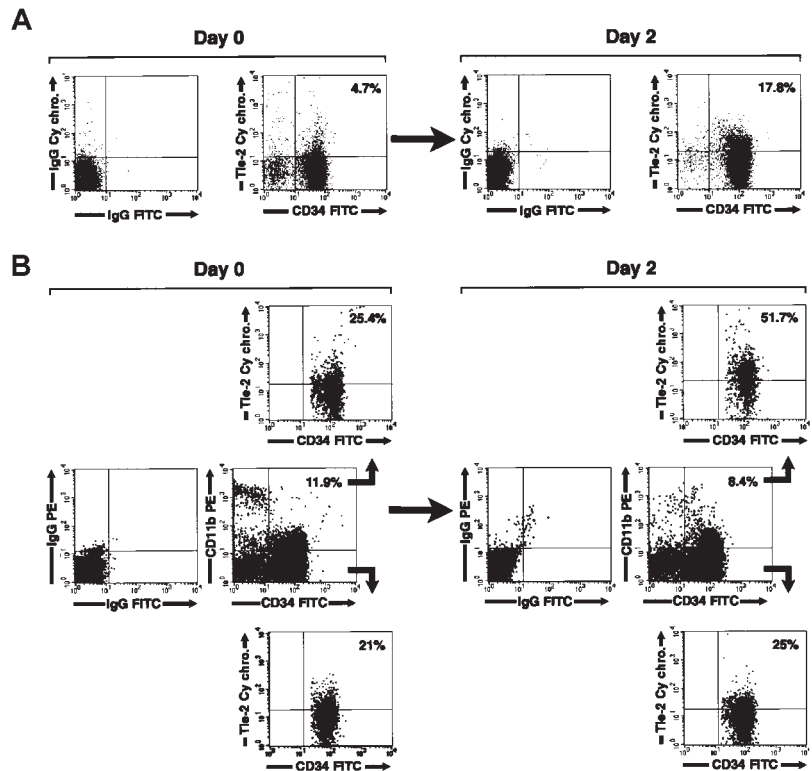 A
Day 0
Day 2
IgG Cy chro.
IgG FITC
4.7%
Tie-2 Cy chro.
CD34 FITC
IgG Cy chro.
IgG FITC
17.8%
Tie-2 Cy chro.
CD34 FITC
B
Day 0
Day 2
25.4%
Tie-2 Cy chro.
CD34 FITC
51.7%
Tie-2 Cy chro.
CD34 FITC
IgG PE
IgG FITC
11.9%
CD11b PE
CD34 FITC
IgG PE
IgG FITC
8.4%
CD11b PE
CD34 FITC
21%
Tie-2 Cy chro.
CD34 FITC
25%
Tie-2 Cy chro.
CD34 FITC